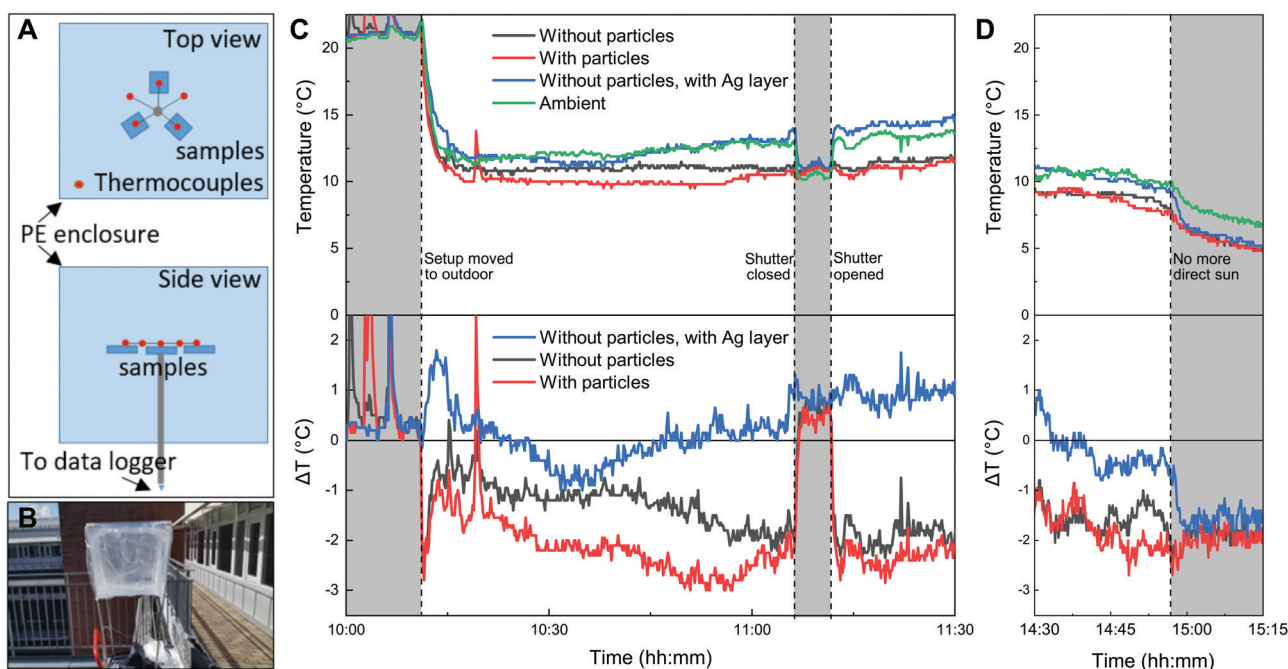 A
Top view
samples
Thermocouples
PE enclosure
Side view
samples
To data logger
B
C
Without particles
With particles
Without particles, with Ag layer
Ambient
Temperature (°C)
20
15
10
5
0
Setup moved
to outdoor
Shutter
closed
Shutter
opened
Without particles, with Ag layer
Without particles
With particles
ΔT (°C)
2
1
0
-1
-2
-3
10:00
10:30
11:00
11:30
Time (hh:mm)
D
Temperature (°C)
20
15
10
5
0
No more
direct sun
ΔT (°C)
2
1
0
-1
-2
-3
14:30
14:45
15:00
15:15
Time (hh:mm)